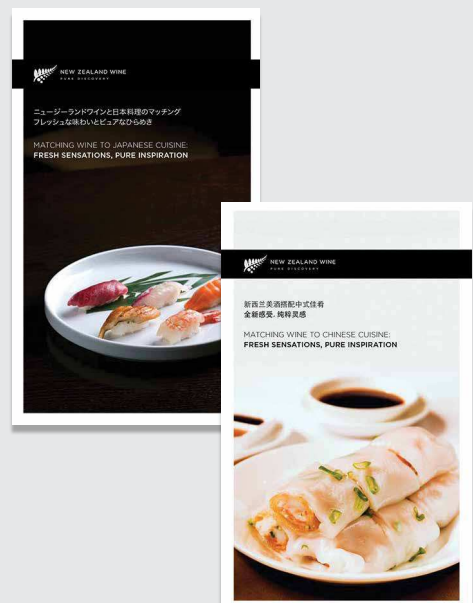 NEW ZEALAND WINE
PURE DISCOVERY
ニュージーランドワインと日本料理のマッチング
フレッシュな味わいとピュアなひらめき
MATCHING WINE TO JAPANESE CUISINE:
FRESH SENSATIONS, PURE INSPIRATION
NEW ZEALAND WINE
PURE DISCOVERY
新西兰美酒搭配中式佳肴
全新感受，纯粹灵感
MATCHING WINE TO CHINESE CUISINE:
FRESH SENSATIONS, PURE INSPIRATION